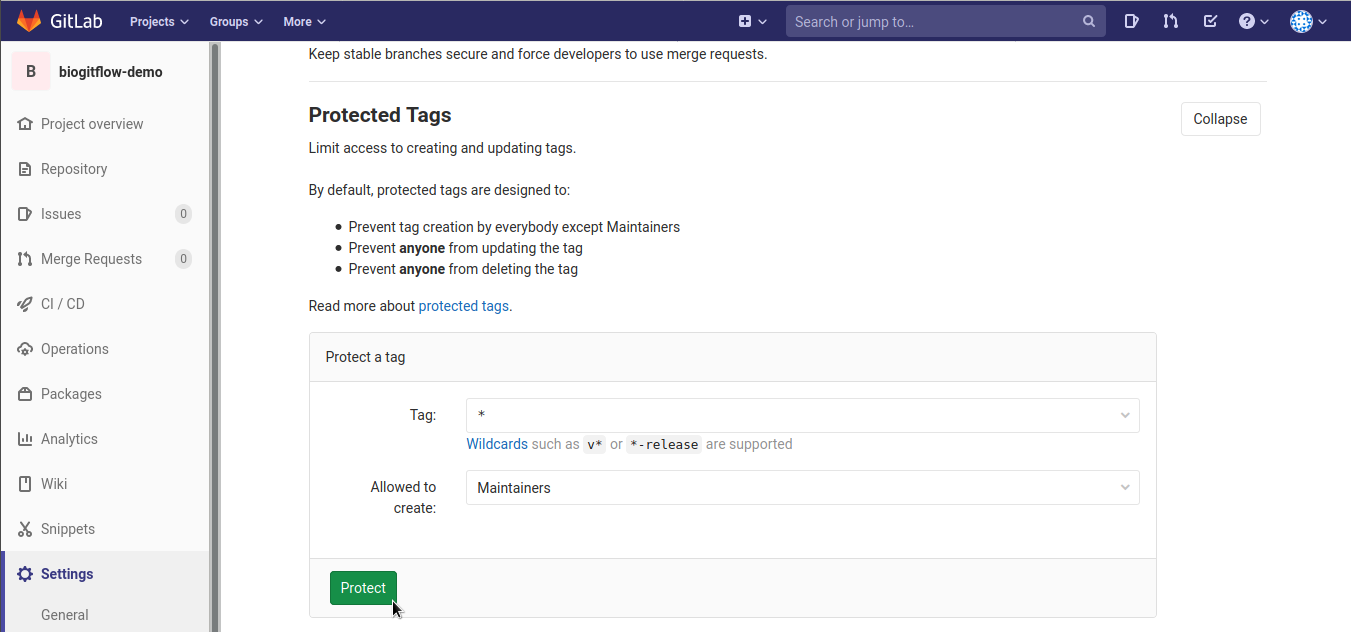 GitLab Projects Groups More Search or jump to...
B biogitflow-demo
Project overview
Repository
Issues 0
Merge Requests 0
CI / CD
Operations
Packages
Analytics
Wiki
Snippets
Settings
General
Keep stable branches secure and force developers to use merge requests.
Protected Tags
Collapse
Limit access to creating and updating tags.
By default, protected tags are designed to:
Prevent tag creation by everybody except Maintainers
Prevent anyone from updating the tag
Prevent anyone from deleting the tag
Read more about protected tags.
Protect a tag
Tag: *
Wildcards such as v* or *-release are supported
Allowed to
create:
Maintainers
Protect